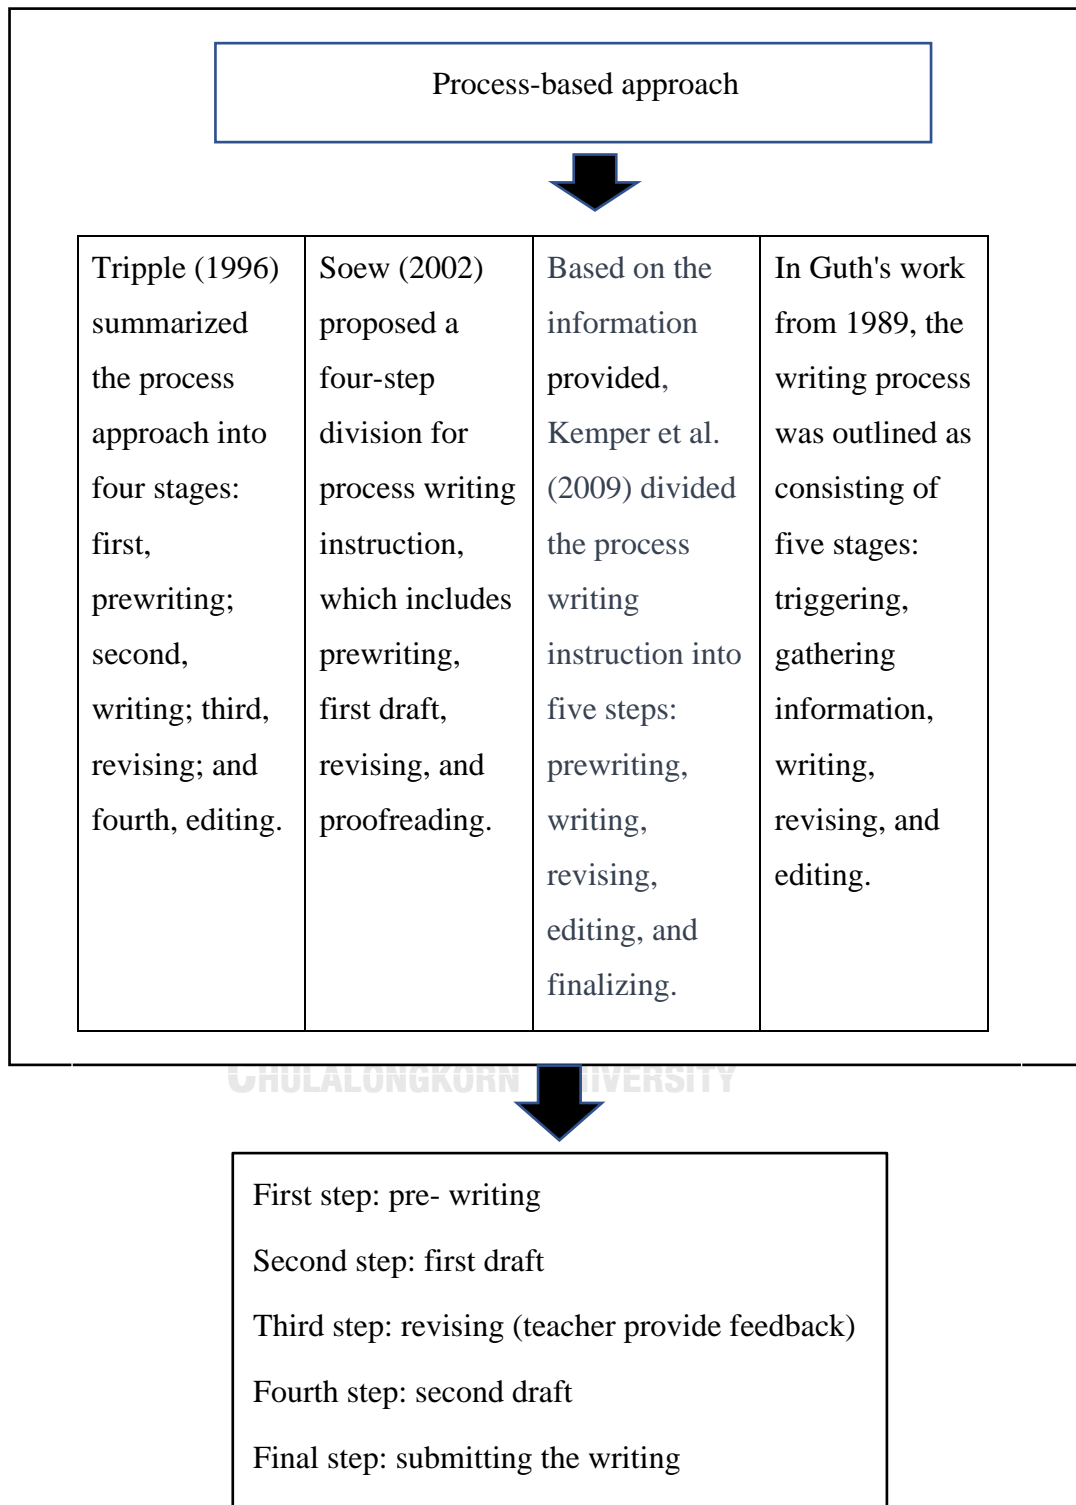 Process-based approach
Tripple (1996)
summarized
the process
approach into
four stages:
first,
prewriting;
second,
writing; third,
revising; and
fourth, editing.
Soew (2002)
proposed a
four-step
division for
process writing
instruction,
which includes
prewriting,
first draft,
revising, and
proofreading.
Based on the
information
provided,
Kemper et al.
(2009) divided
the process
writing
instruction into
five steps:
prewriting,
writing,
revising,
editing, and
finalizing.
In Guth's work
from 1989, the
writing process
was outlined as
consisting of
five stages:
triggering,
gathering
information,
writing,
revising, and
editing.
CHULALONGKORN UNIVERSITY
First step: pre- writing
Second step: first draft
Third step: revising (teacher provide feedback)
Fourth step: second draft
Final step: submitting the writing